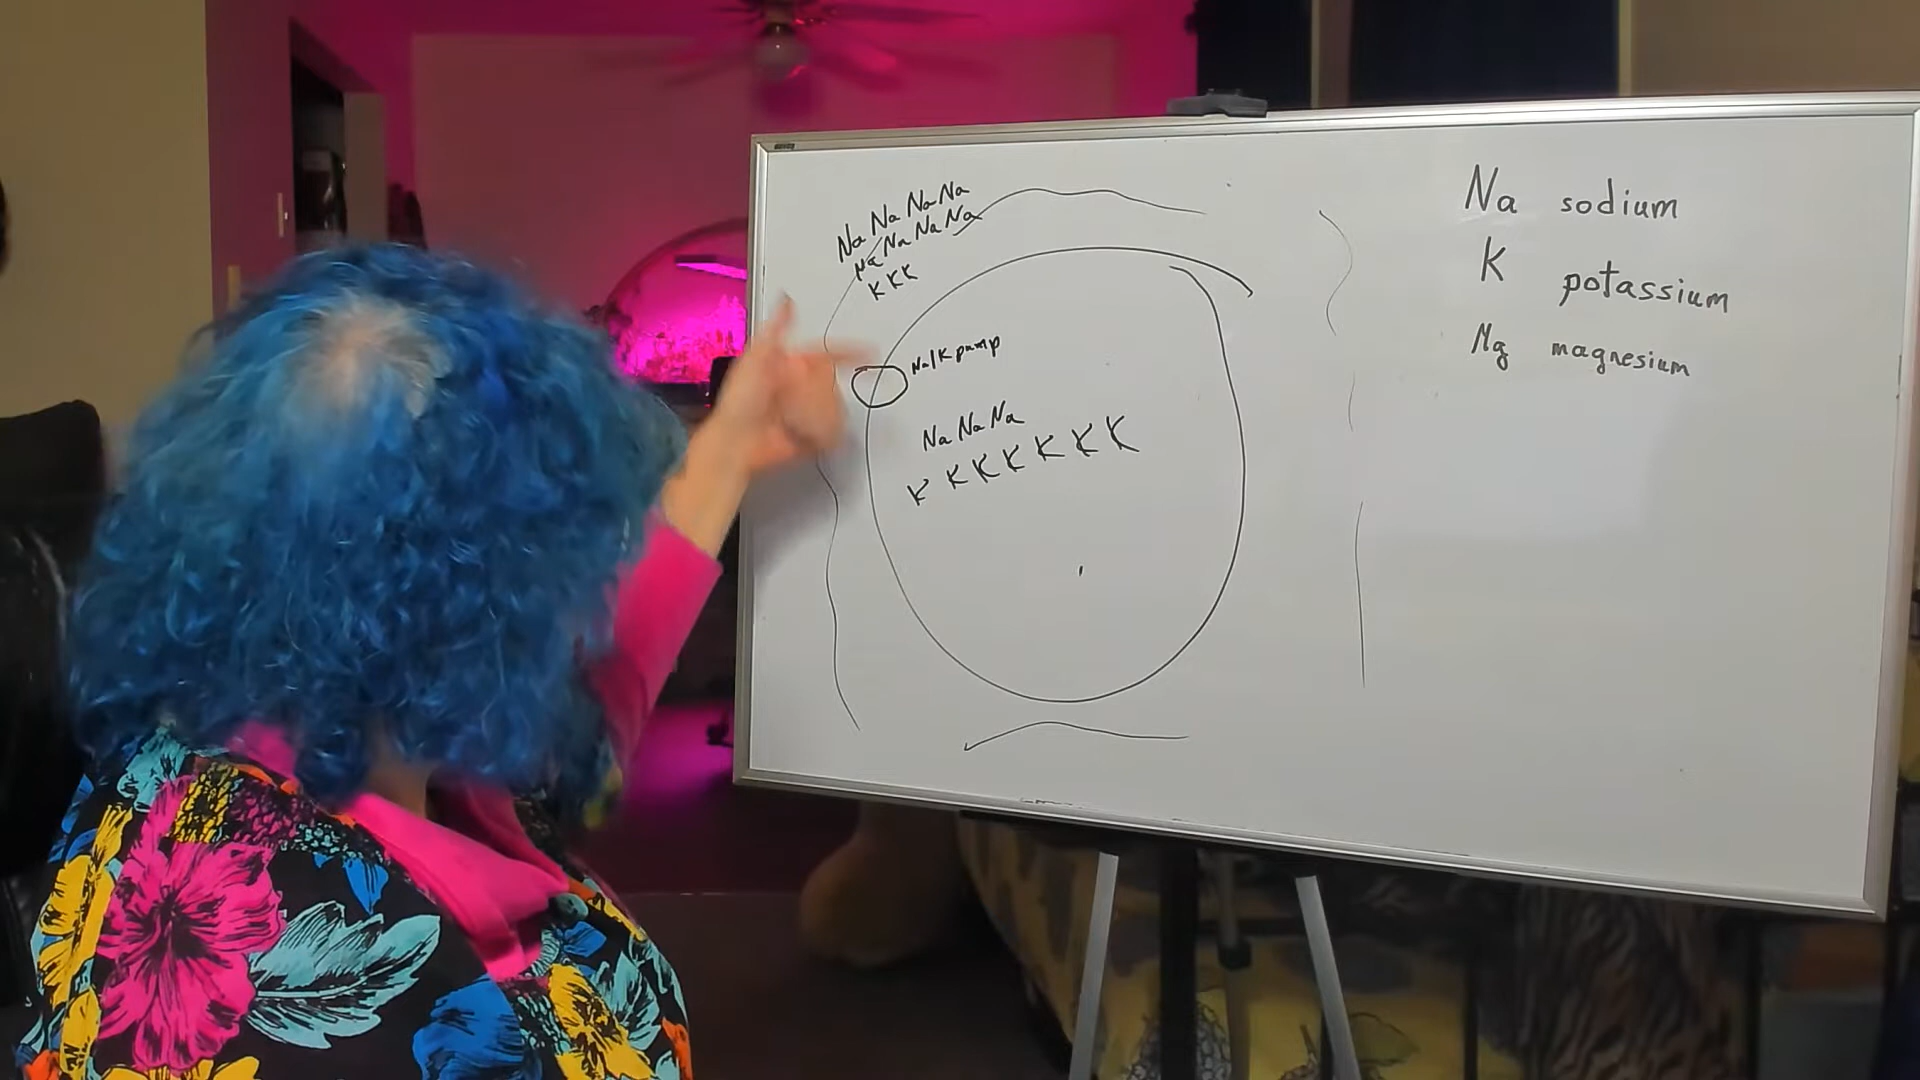 Na Na Na Na
Na Na Na Na
K K K
Na/K pump
Na Na Na
K K K K K K K
Na sodium
K potassium
Mg magnesium